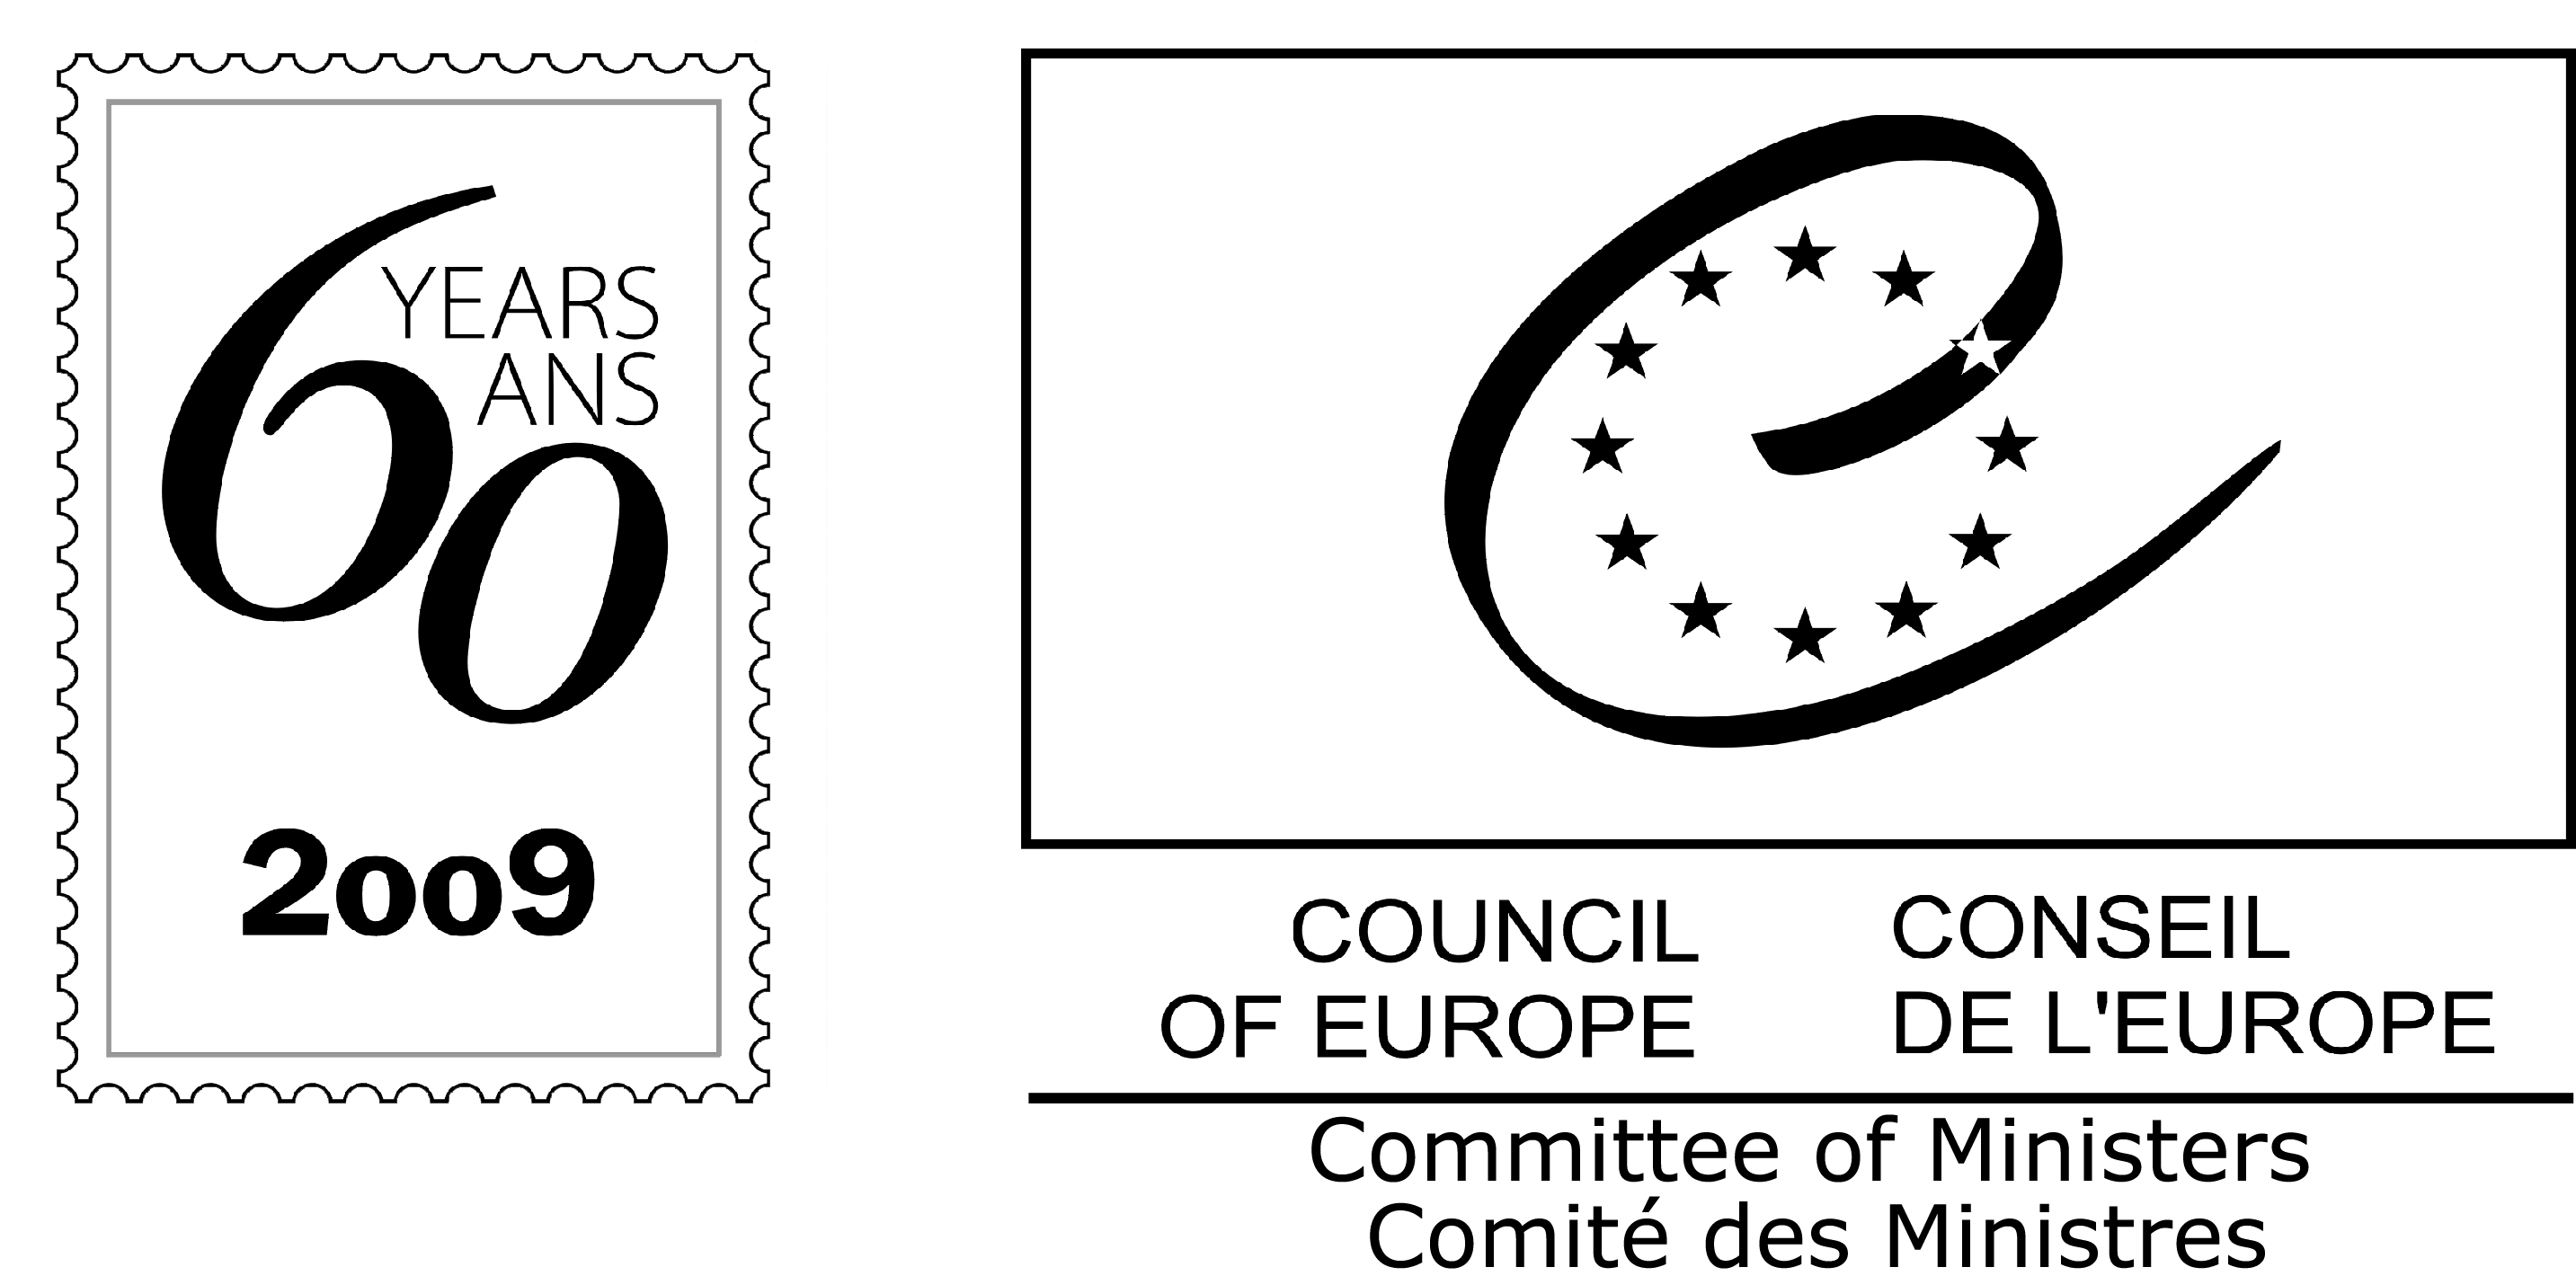 60
YEARS
ANS
2009
COUNCIL
OF EUROPE
CONSEIL
DE L'EUROPE
Committee of Ministers
Comité des Ministres